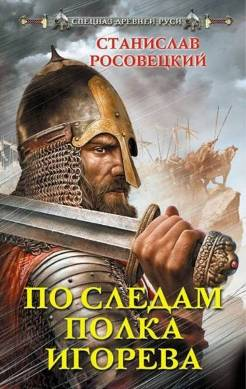 СПЕЦНАЗ ДРЕВНЕЙ РУСИ
СТАНИСЛАВ
РОСОВЕЦКИЙ
ПО СЛЕДАМ
ПОЛКА
ИГОРЕВА